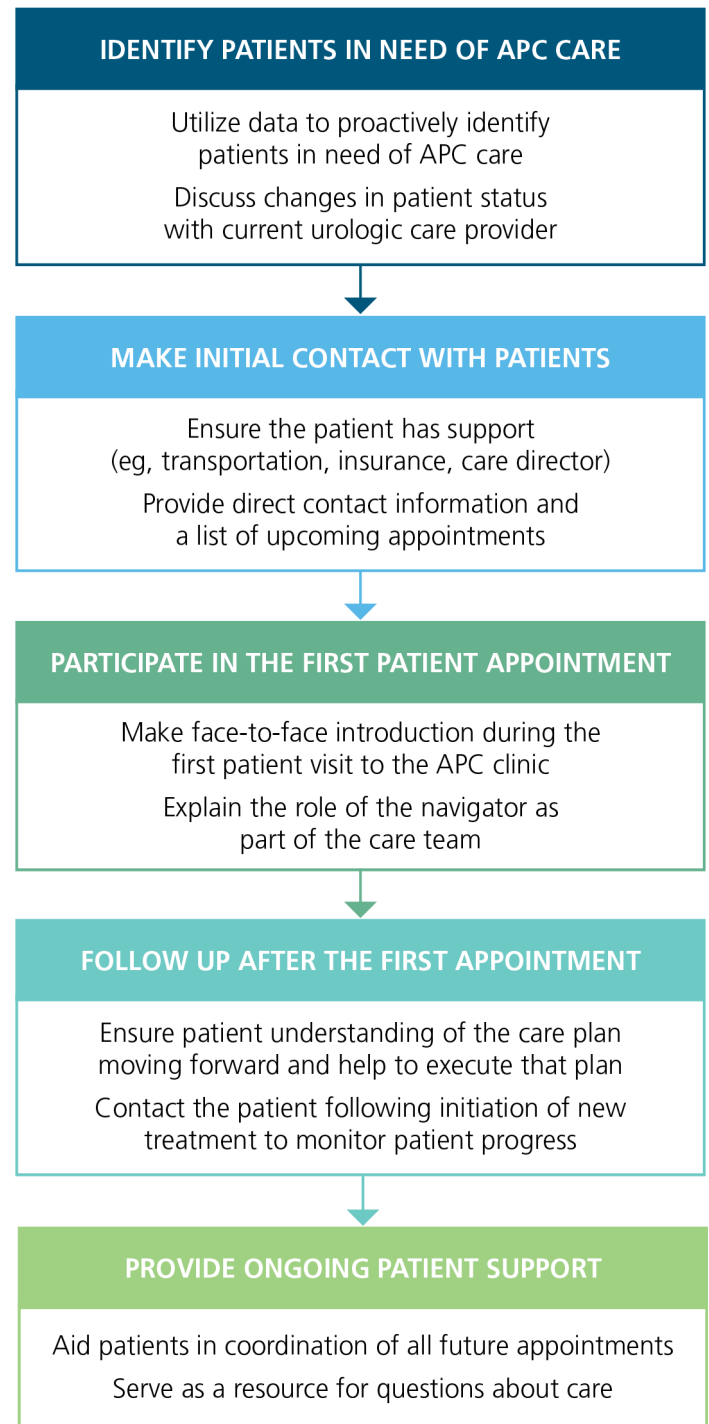 IDENTIFY PATIENTS IN NEED OF APC CARE
Utilize data to proactively identify
patients in need of APC care
Discuss changes in patient status
with current urologic care provider
MAKE INITIAL CONTACT WITH PATIENTS
Ensure the patient has support
(eg, transportation, insurance, care director)
Provide direct contact information and
a list of upcoming appointments
PARTICIPATE IN THE FIRST PATIENT APPOINTMENT
Make face-to-face introduction during the
first patient visit to the APC clinic
Explain the role of the navigator as
part of the care team
FOLLOW UP AFTER THE FIRST APPOINTMENT
Ensure patient understanding of the care plan
moving forward and help to execute that plan
Contact the patient following initiation of new
treatment to monitor patient progress
PROVIDE ONGOING PATIENT SUPPORT
Aid patients in coordination of all future appointments
Serve as a resource for questions about care